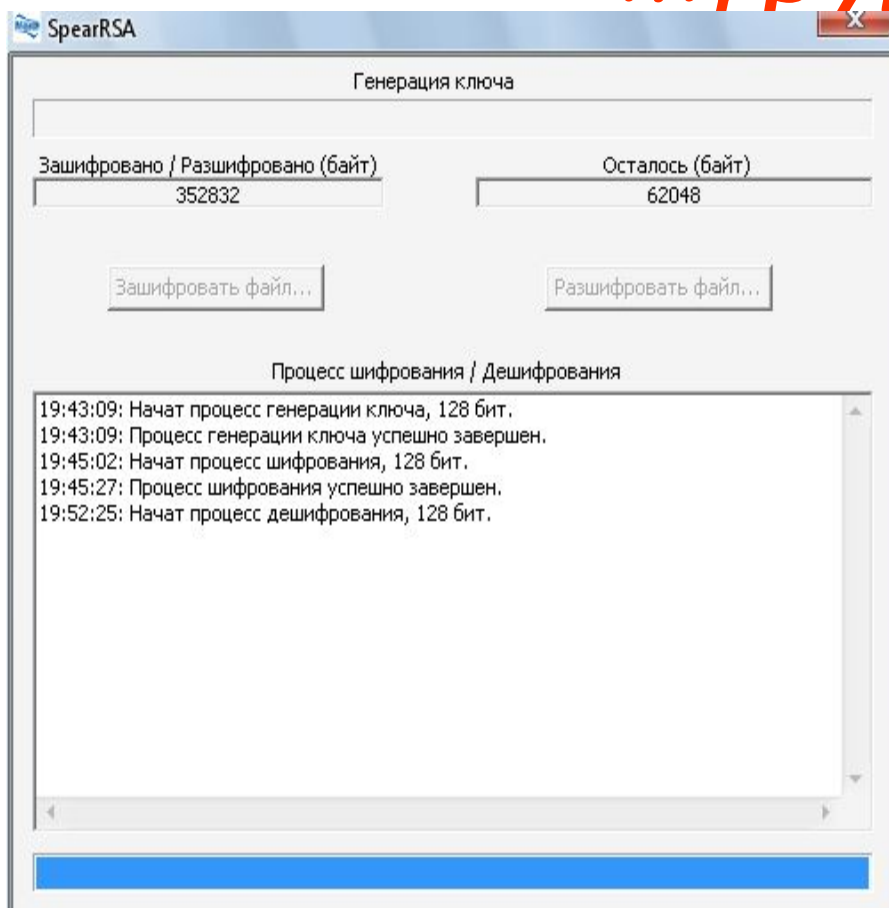 SpearRSA
Генерация ключа
Зашифровано / Разшифровано (байт)
Осталось (байт)
352832
62048
Зашифровать файл...
Разшифровать файл...
Процесс шифрования / Дешифрования
19:43:09: Начат процесс генерации ключа, 128 бит.
19:43:09: Процесс генерации ключа успешно завершен.
19:45:02: Начат процесс шифрования, 128 бит.
19:45:27: Процесс шифрования успешно завершен.
19:52:25: Начат процесс дешифрования, 128 бит.